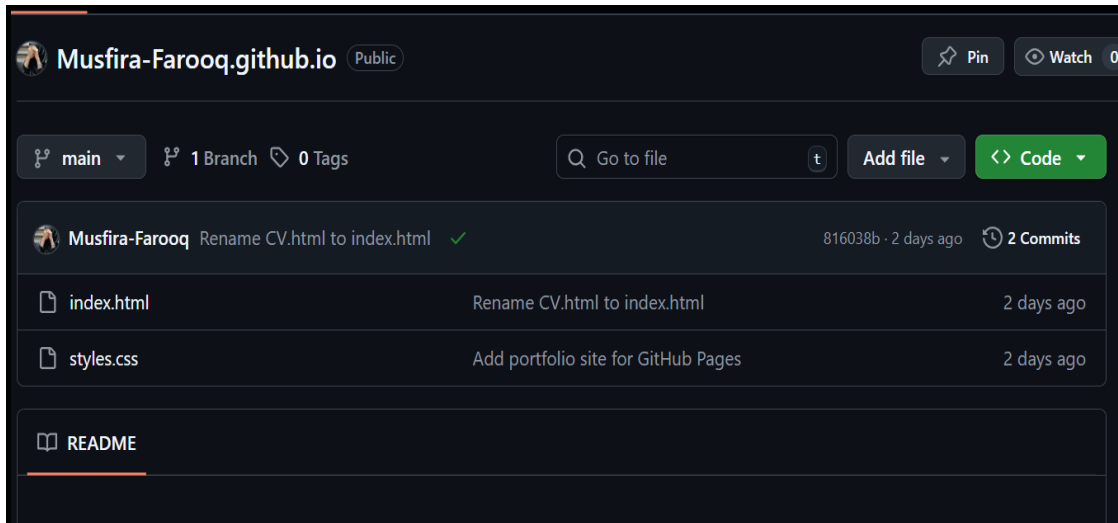 Musfira-Farooq.github.io Public Pin Watch 0
main 1 Branch 0 Tags Go to file t Add file Code
Musfira-Farooq Rename CV.html to index.html 816038b · 2 days ago 2 Commits
index.html Rename CV.html to index.html 2 days ago
styles.css Add portfolio site for GitHub Pages 2 days ago
README